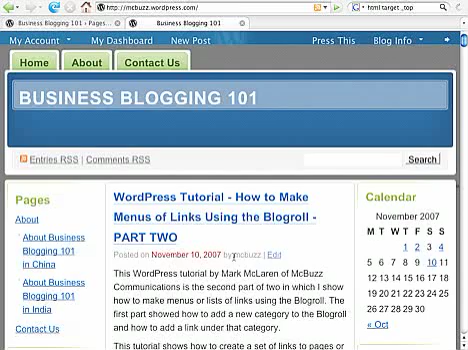 http://mcbuzz.wordpress.com/
html target _top
Business Blogging 101 › Pages...
Business Blogging 101
My Account
My Dashboard
New Post
Press This
Blog Info
Home
About
Contact Us
BUSINESS BLOGGING 101
Entries RSS | Comments RSS
Search
Pages
About
About Business
Blogging 101
in China
About Business
Blogging 101
in India
Contact Us
WordPress Tutorial - How to Make
Menus of Links Using the Blogroll -
PART TWO
Posted on November 10, 2007 by mcbuzz | Edit
This WordPress tutorial by Mark McLaren of McBuzz
Communications is the second part of two in which I show
how to make menus or lists of links using the Blogroll. The
first part showed how to add a new category to the Blogroll
and how to add a link under that category.
This tutorial shows how to create a set of links to pages or
Calendar
November 2007
M T W T F S S
1 2 3 4
5 6 7 8 9 10 11
12 13 14 15 16 17 18
19 20 21 22 23 24 25
26 27 28 29 30
« Oct